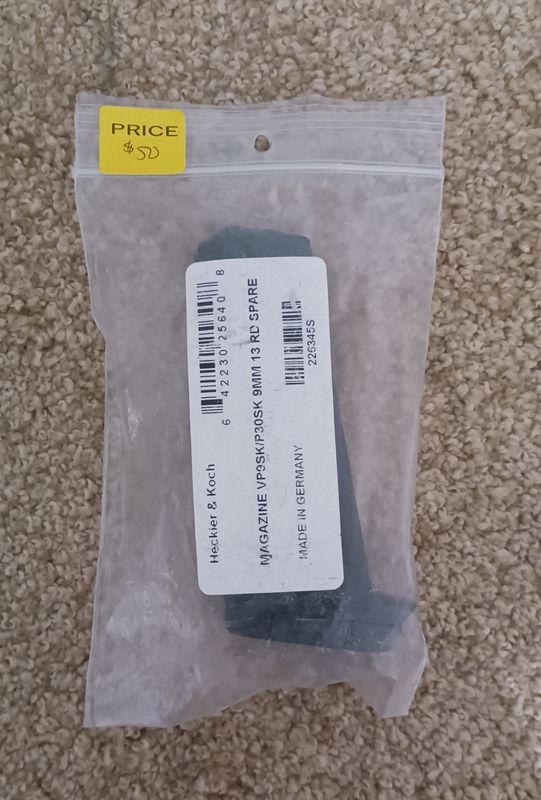 PRICE
$50
Heckler & Koch
6 42230 25640 8
MAGAZINE VP9SK/P30SK 9MM 13 RD SPARE
MADE IN GERMANY
226345S